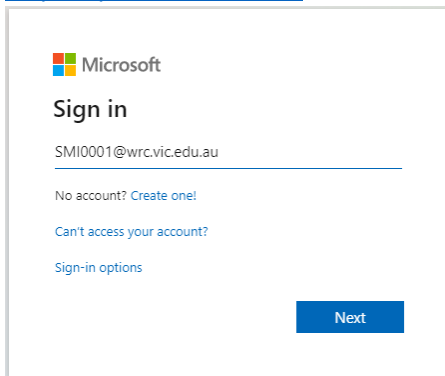 Microsoft
Sign in
SMI0001@wrc.vic.edu.au
No account? Create one!
Can't access your account?
Sign-in options
Next